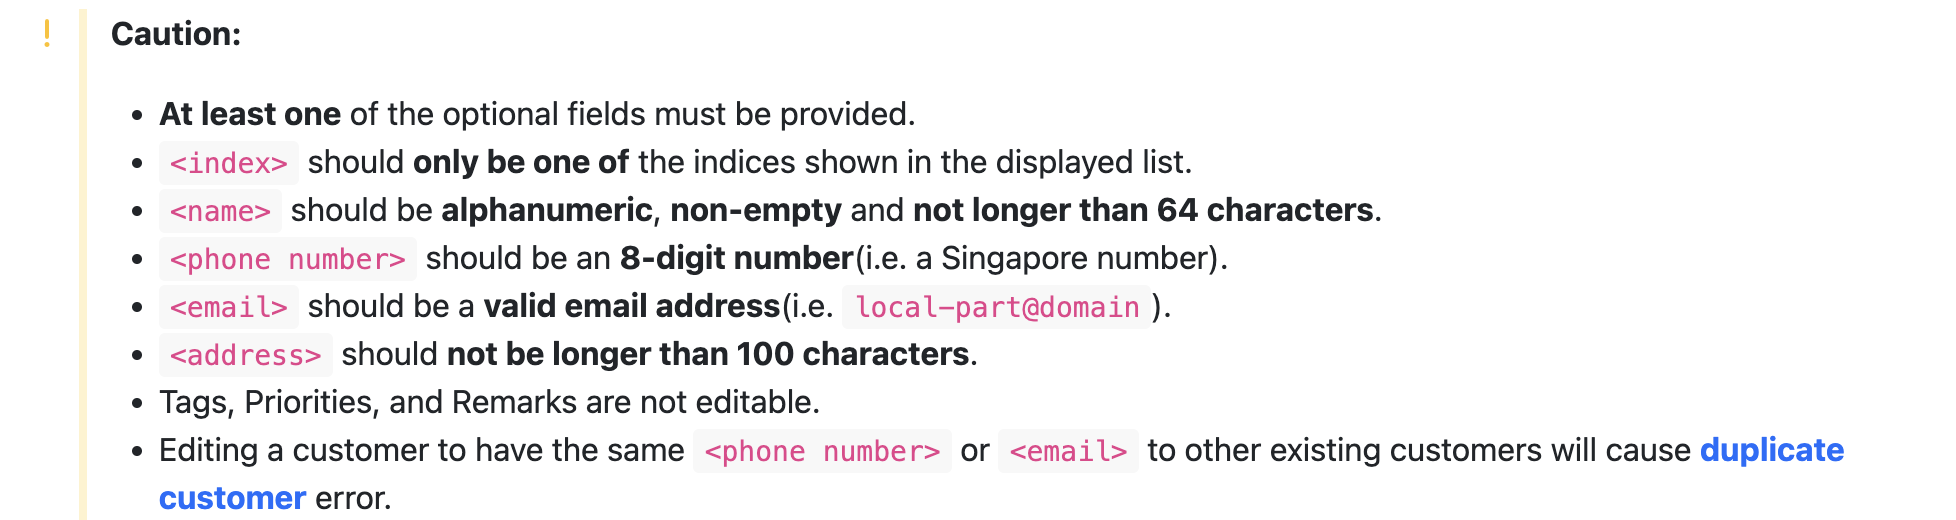 Caution:
At least one of the optional fields must be provided.
<index> should only be one of the indices shown in the displayed list.
<name> should be alphanumeric, non-empty and not longer than 64 characters.
<phone number> should be an 8-digit number(i.e. a Singapore number).
<email> should be a valid email address(i.e. local-part@domain ).
<address> should not be longer than 100 characters.
Tags, Priorities, and Remarks are not editable.
Editing a customer to have the same <phone number> or <email> to other existing customers will cause duplicate
customer error.